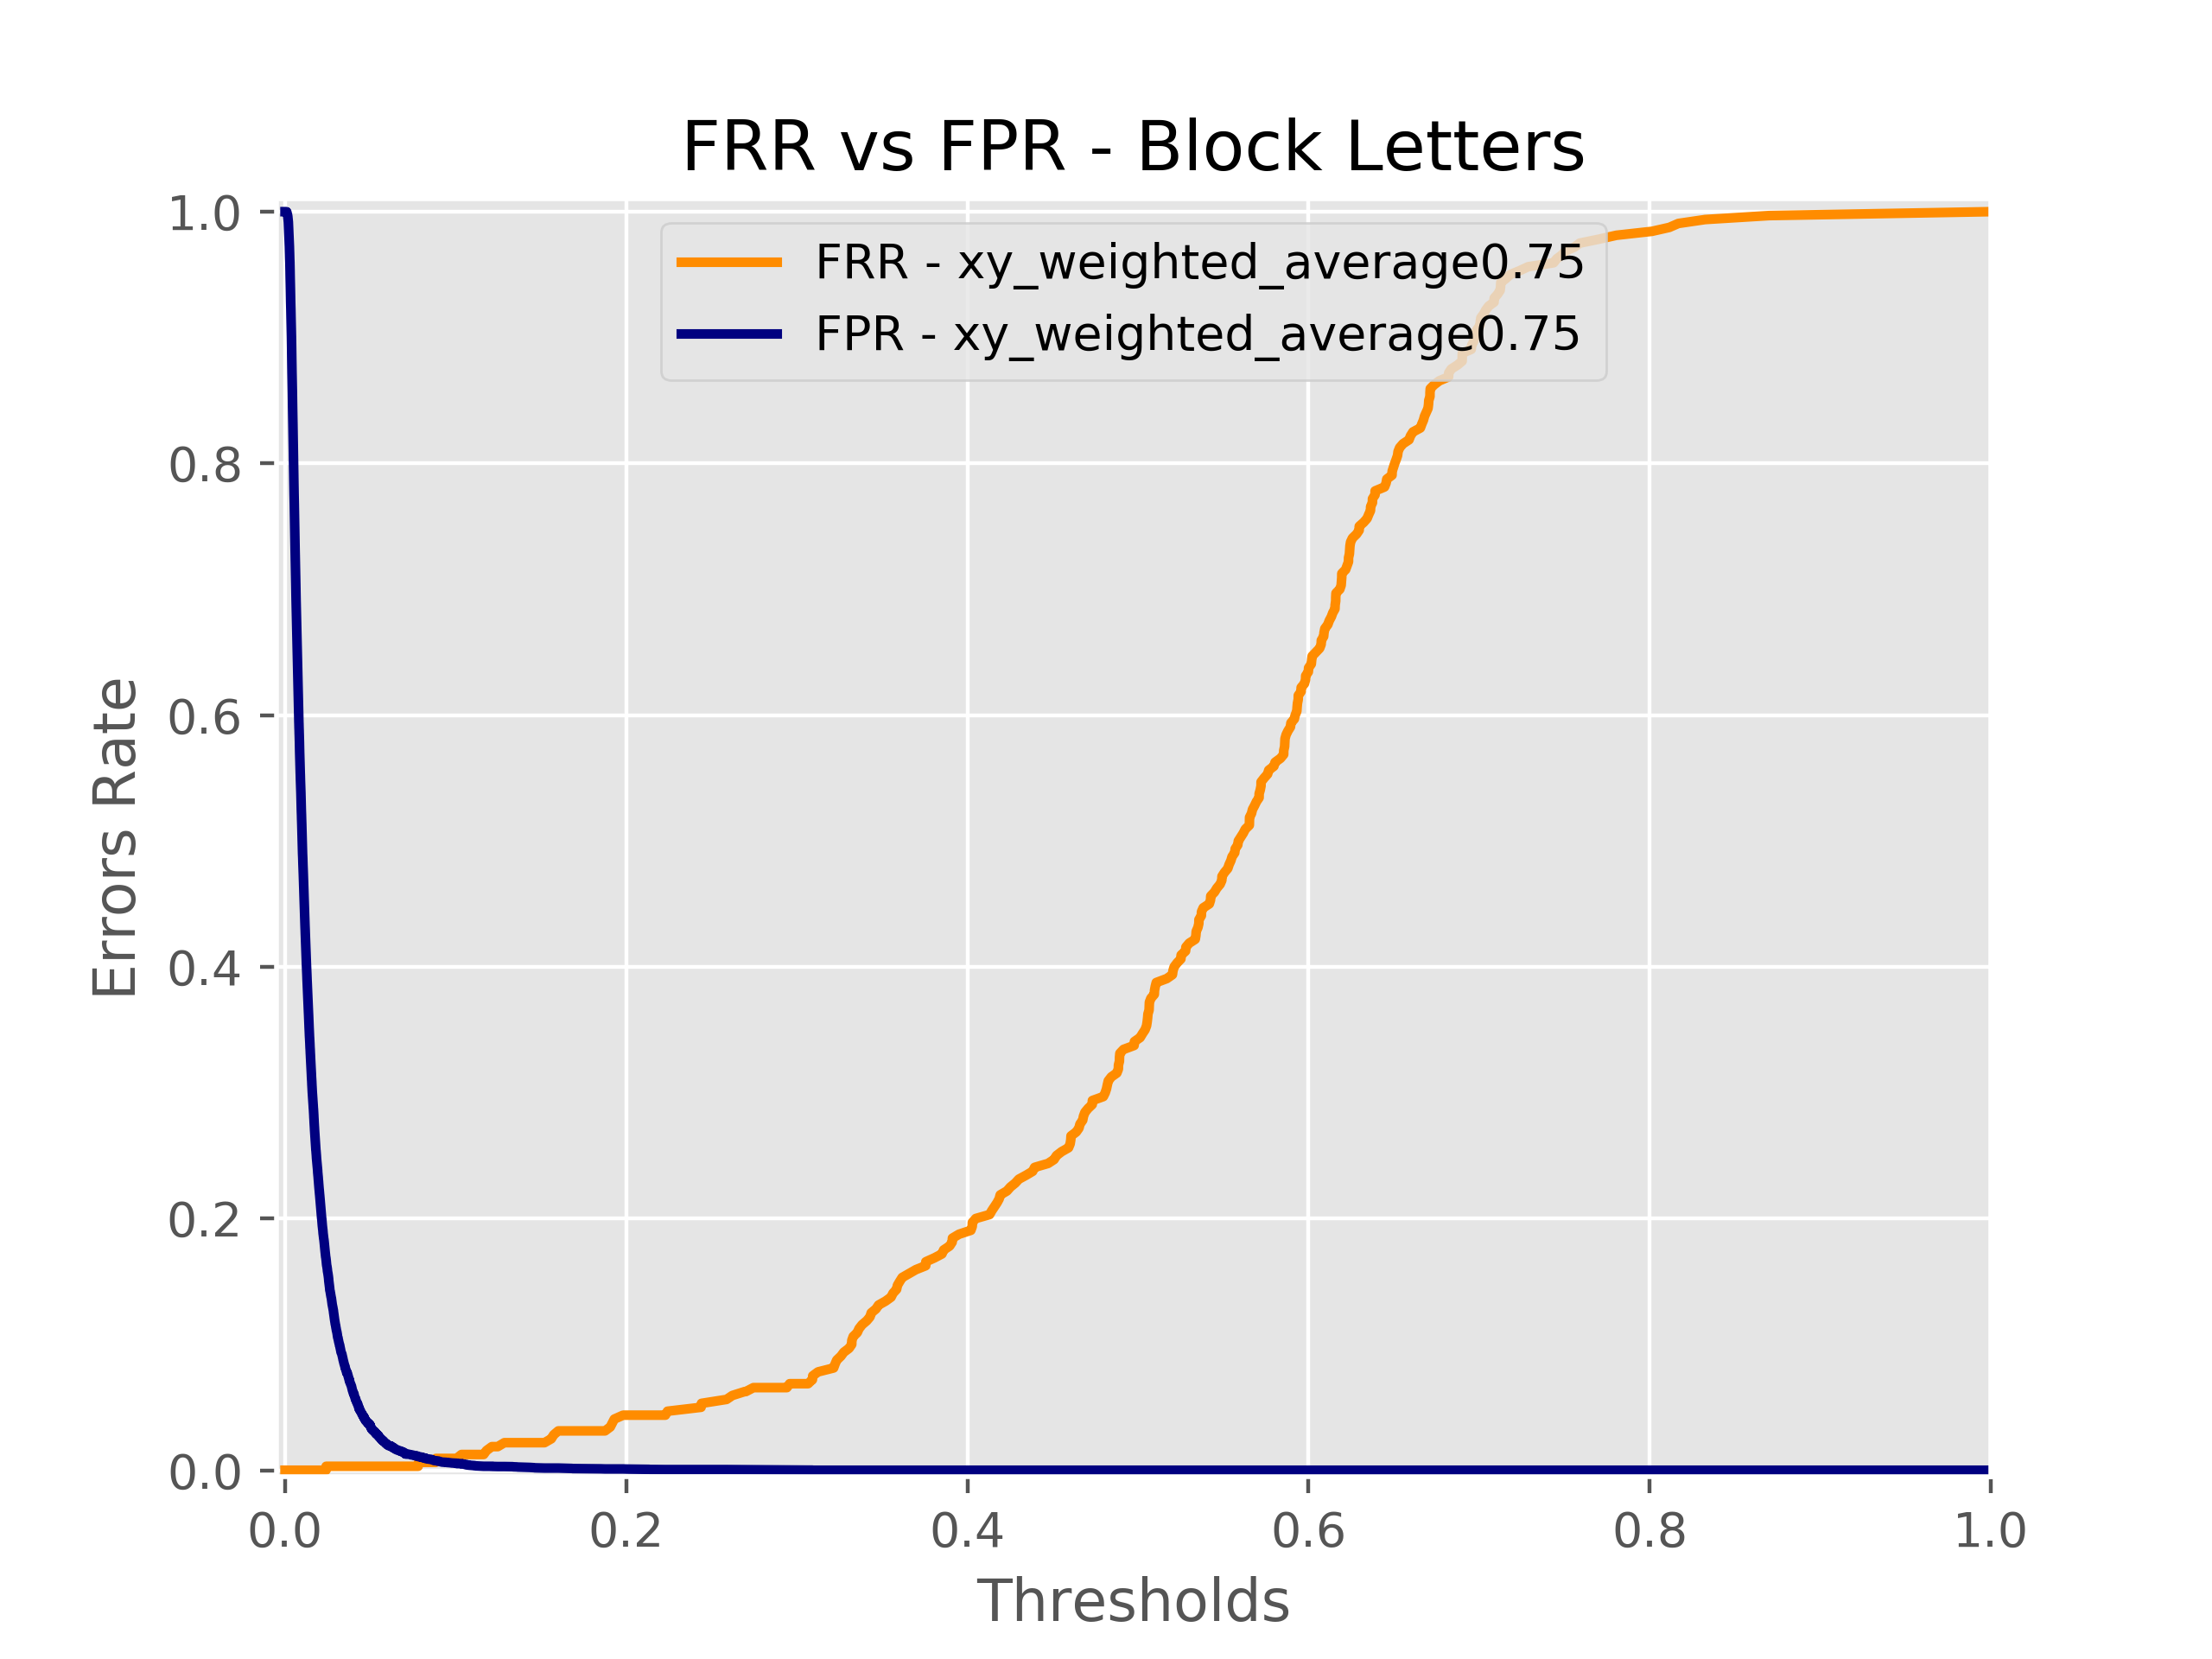 FRR vs FPR - Block Letters
FRR - xy_weighted_average0.75
FPR - xy_weighted_average0.75
Errors Rate
1.0
0.8
0.6
0.4
0.2
0.0
0.0 0.2 0.4 0.6 0.8 1.0
Thresholds